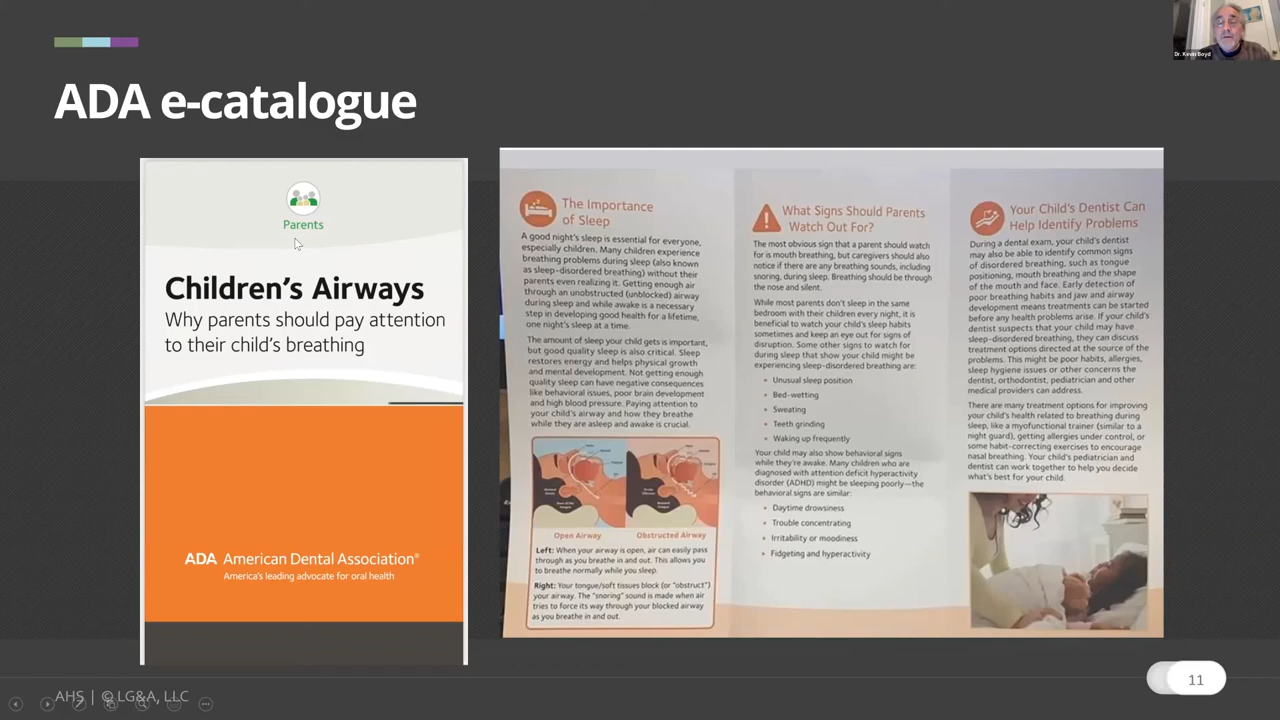 Dr. Kevin Boyd
ADA e-catalogue
Parents
Children's Airways
Why parents should pay attention
to their child's breathing
ADA American Dental Association®
America's leading advocate for oral health
The Importance
of Sleep
A good night's sleep is essential for everyone,
especially children. Many children experience
breathing problems during sleep (also known
as sleep-disordered breathing) without their
parents even realizing it. Getting enough air
through an unobstructed (unblocked) airway
during sleep and while awake is a necessary
step in developing good health for a lifetime,
one night's sleep at a time.
The amount of sleep your child gets is important,
but good quality sleep is also critical. Sleep
restores energy and helps physical growth
and mental development. Not getting enough
quality sleep can have negative consequences
like behavioral issues, poor brain development
and high blood pressure. Paying attention to
your child's airway and how they breathe
while they are asleep and awake is crucial.
Open Airway
Obstructed Airway
Left: When your airway is open, air can easily pass
through as you breathe in and out. This allows you
to breathe normally while you sleep.
Right: Your tongue/soft tissues block (or "obstruct")
your airway. The "snoring" sound is made when air
tries to force its way through your blocked airway
as you breathe in and out.
What Signs Should Parents
Watch Out For?
The most obvious sign that a parent should watch
for is mouth breathing, but caregivers should also
notice if there are any breathing sounds, including
snoring, during sleep. Breathing should be through
the nose and silent.
While most parents don't sleep in the same
bedroom with their children every night, it is
beneficial to watch your child's sleep habits
sometimes and keep an eye out for signs of
disruption. Some other signs to watch for
during sleep that show your child might be
experiencing sleep-disordered breathing are:
• Unusual sleep position
• Bed-wetting
• Sweating
• Teeth grinding
• Waking up frequently
Your child may also show behavioral signs
while they're awake. Many children who are
diagnosed with attention deficit hyperactivity
disorder (ADHD) might be sleeping poorly—the
behavioral signs are similar:
• Daytime drowsiness
• Trouble concentrating
• Irritability or moodiness
• Fidgeting and hyperactivity
Your Child's Dentist Can
Help Identify Problems
During a dental exam, your child's dentist
may also be able to identify common signs
of disordered breathing, such as tongue
positioning, mouth breathing and the shape
of the mouth and face. Early detection of
poor breathing habits and jaw and airway
development means treatments can be started
before any health problems arise. If your child's
dentist suspects that your child may have
sleep-disordered breathing, they can discuss
treatment options directed at the source of the
problems. This might be poor habits, allergies,
sleep hygiene issues or other concerns the
dentist, orthodontist, pediatrician and other
medical providers can address.
There are many treatment options for improving
your child's health related to breathing during
sleep, like a myofunctional trainer (similar to a
night guard), getting allergies under control, or
some habit-correcting exercises to encourage
nasal breathing. Your child's pediatrician and
dentist can work together to help you decide
what's best for your child.
AHS | © LG&A, LLC
11